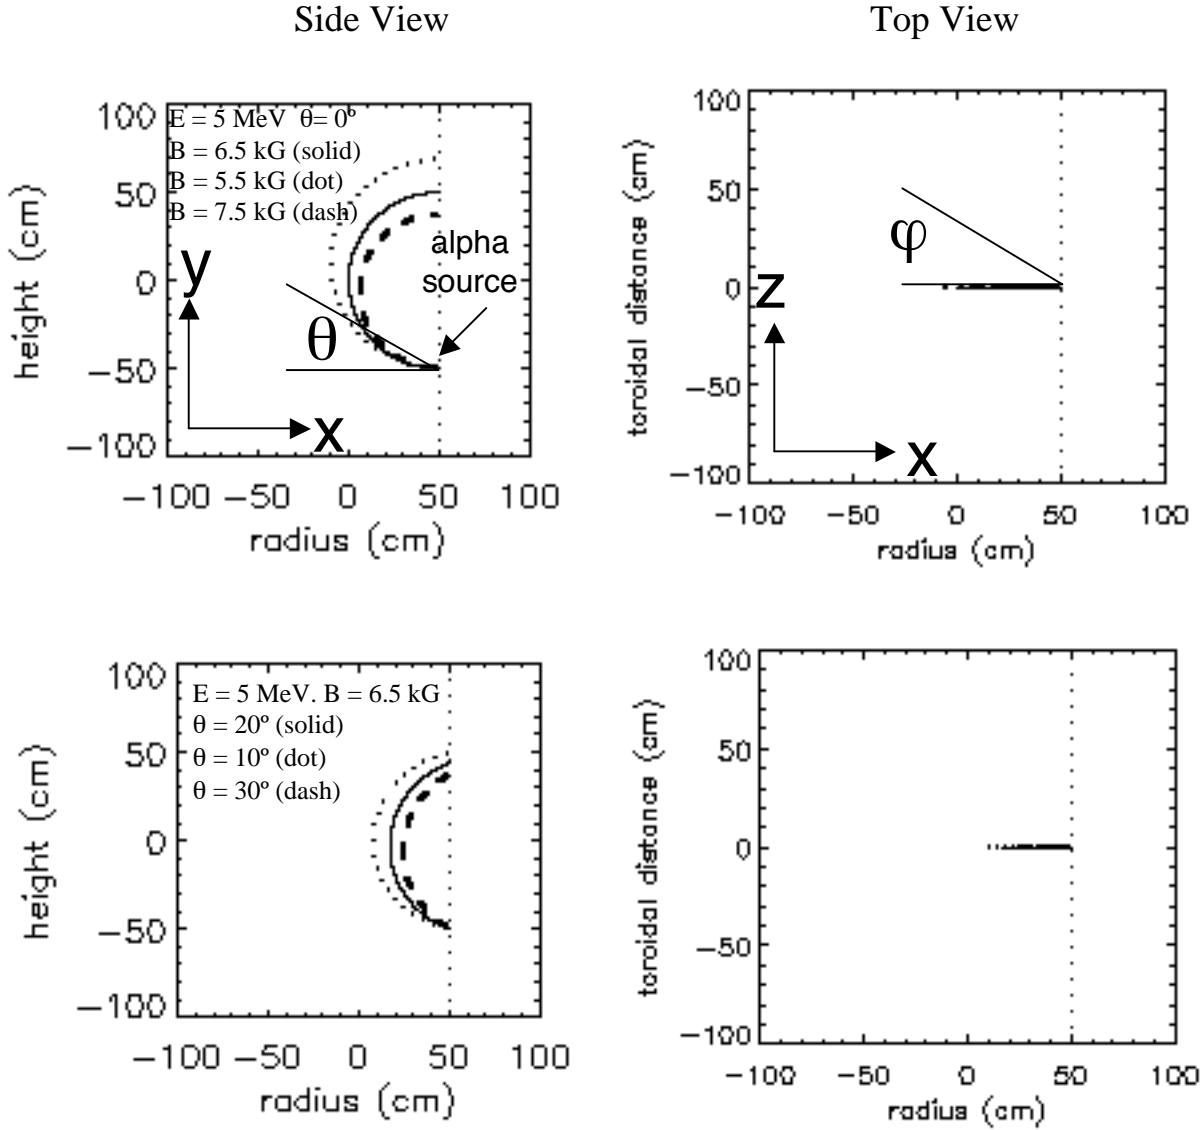 Side View
Top View
E = 5 MeV θ= 0º
B = 6.5 kG (solid)
B = 5.5 kG (dot)
B = 7.5 kG (dash)
alpha
source
y
θ
x
100
50
0
−50
−100
height (cm)
−100 −50 0 50 100
radius (cm)
φ
z
x
100
50
0
−50
−100
toroidal distance (cm)
−100 −50 0 50 100
radius (cm)
E = 5 MeV. B = 6.5 kG
θ = 20º (solid)
θ = 10º (dot)
θ = 30º (dash)
100
50
0
−50
−100
height (cm)
−100 −50 0 50 100
radius (cm)
100
50
0
−50
−100
toroidal distance (cm)
−100 −50 0 50 100
radius (cm)